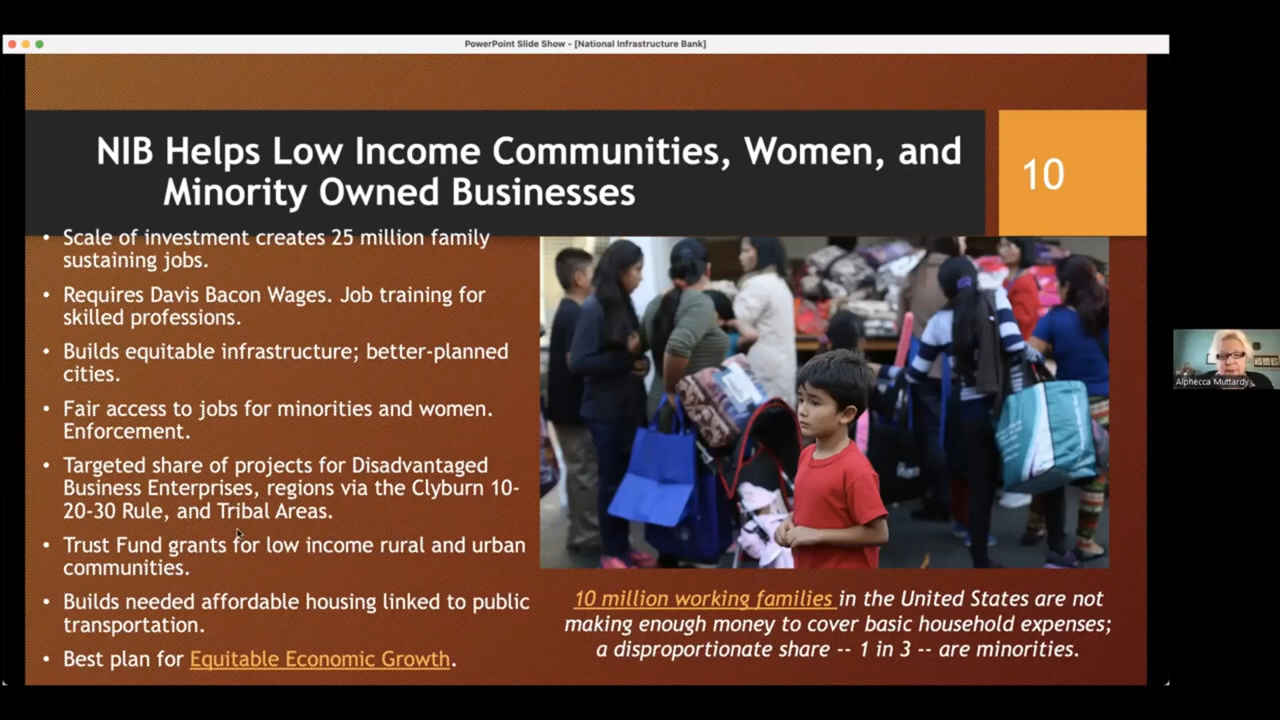 PowerPoint Slide Show - [National Infrastructure Bank]
NIB Helps Low Income Communities, Women, and
Minority Owned Businesses
10
• Scale of investment creates 25 million family
sustaining jobs.
• Requires Davis Bacon Wages. Job training for
skilled professions.
• Builds equitable infrastructure; better-planned
cities.
• Fair access to jobs for minorities and women.
Enforcement.
• Targeted share of projects for Disadvantaged
Business Enterprises, regions via the Clyburn 10-
20-30 Rule, and Tribal Areas.
• Trust Fund grants for low income rural and urban
communities.
• Builds needed affordable housing linked to public
transportation.
• Best plan for Equitable Economic Growth.
10 million working families in the United States are not
making enough money to cover basic household expenses;
a disproportionate share -- 1 in 3 -- are minorities.
Alphecca Muttardy